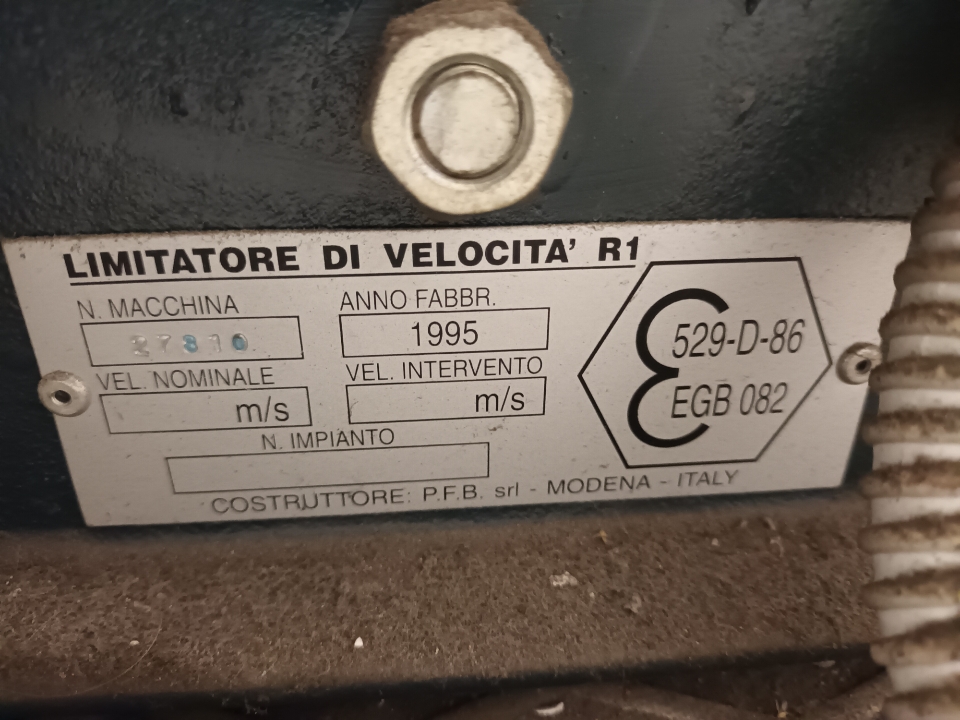 LIMITATORE DI VELOCITA' R1
N. MACCHINA
27810
ANNO FABBR.
1995
VEL. NOMINALE
m/s
VEL. INTERVENTO
m/s
N. IMPIANTO
529-D-86
EGB 082
COSTRUTTORE: P.F.B. srl - MODENA - ITALY